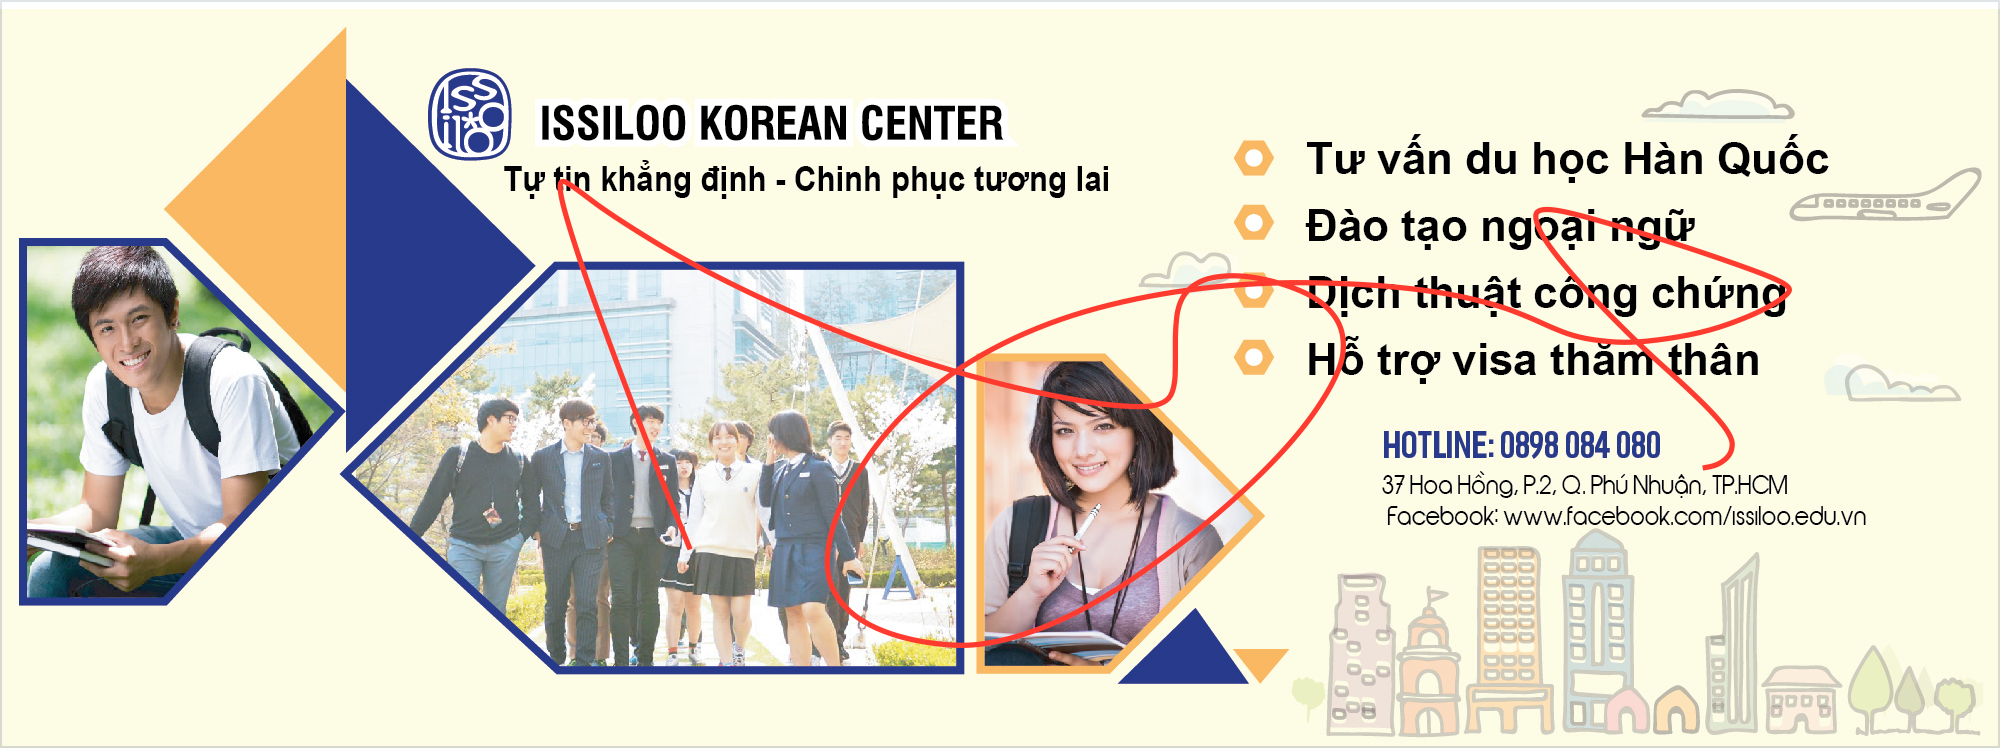 Issiloo
ISSILOO KOREAN CENTER
Tự tin khẳng định - Chinh phục tương lai
Tư vấn du học Hàn Quốc
Đào tạo ngoại ngữ
Dịch thuật công chứng
Hỗ trợ visa thăm thân
HOTLINE: 0898 084 080
37 Hoa Hồng, P.2, Q. Phú Nhuận, TP.HCM
Facebook: www.facebook.com/issiloo.edu.vn